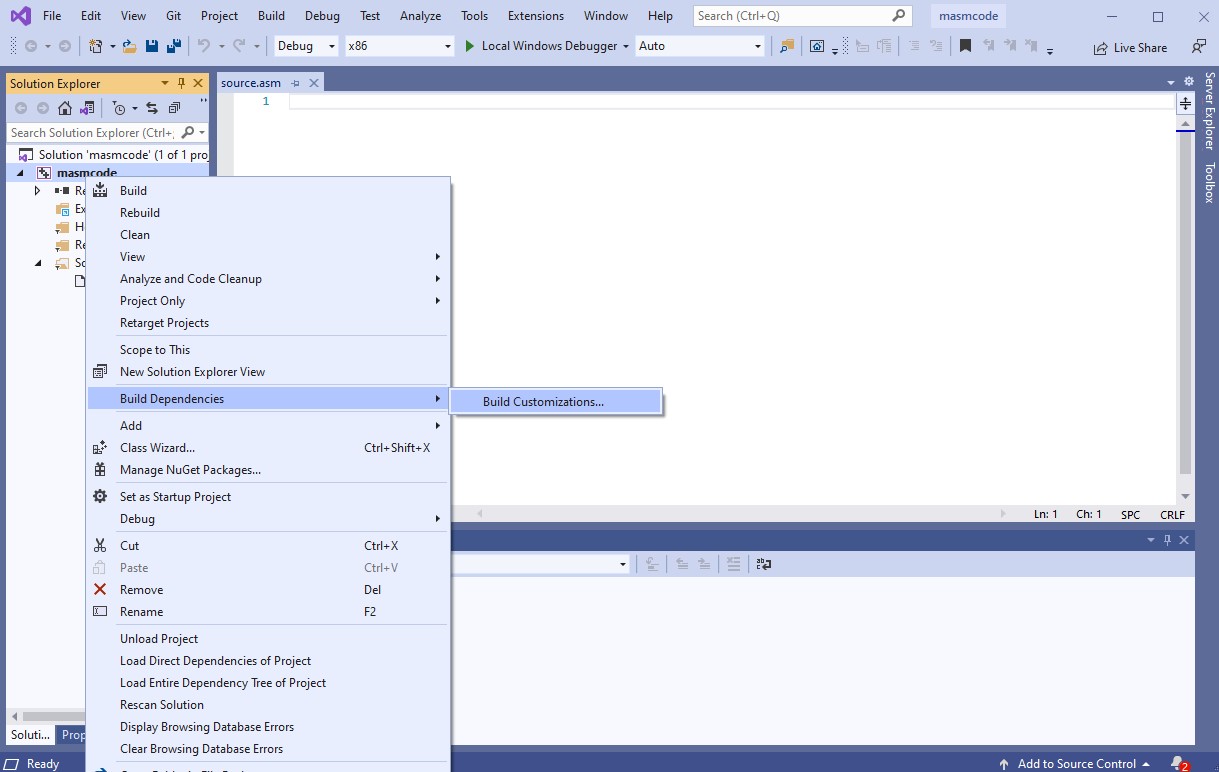 File Edit View Git Project Build Debug Test Analyze Tools Extensions Window Help Search (Ctrl+Q) masmcode
Debug x86 Local Windows Debugger Auto Live Share
Solution Explorer
source.asm
Server Explorer
Toolbox
1
Search Solution Explorer (Ctrl+;
Solution 'masmcode' (1 of 1 proj
masmcode
Re
Ex
H
Re
So
Build
Rebuild
Clean
View
Analyze and Code Cleanup
Project Only
Retarget Projects
Scope to This
New Solution Explorer View
Build Dependencies
Build Customizations...
Add
Class Wizard... Ctrl+Shift+X
Manage NuGet Packages...
Set as Startup Project
Debug
Cut Ctrl+X
Paste Ctrl+V
Remove Del
Rename F2
Unload Project
Load Direct Dependencies of Project
Load Entire Dependency Tree of Project
Rescan Solution
Display Browsing Database Errors
Clear Browsing Database Errors
Ln: 1 Ch: 1 SPC CRLF
Soluti... Prop
Ready
Add to Source Control 2